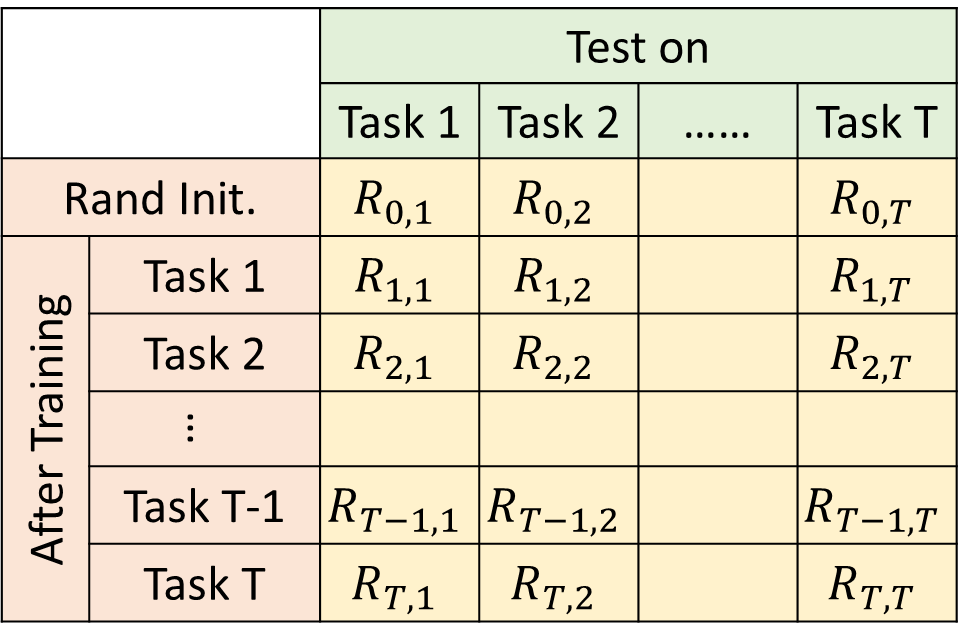 Test on
Task 1 Task 2 …… Task T
Rand Init. R_{0,1} R_{0,2} R_{0,T}
After Training
Task 1 R_{1,1} R_{1,2} R_{1,T}
Task 2 R_{2,1} R_{2,2} R_{2,T}
⋮
Task T-1 R_{T−1,1} R_{T−1,2} R_{T−1,T}
Task T R_{T,1} R_{T,2} R_{T,T}